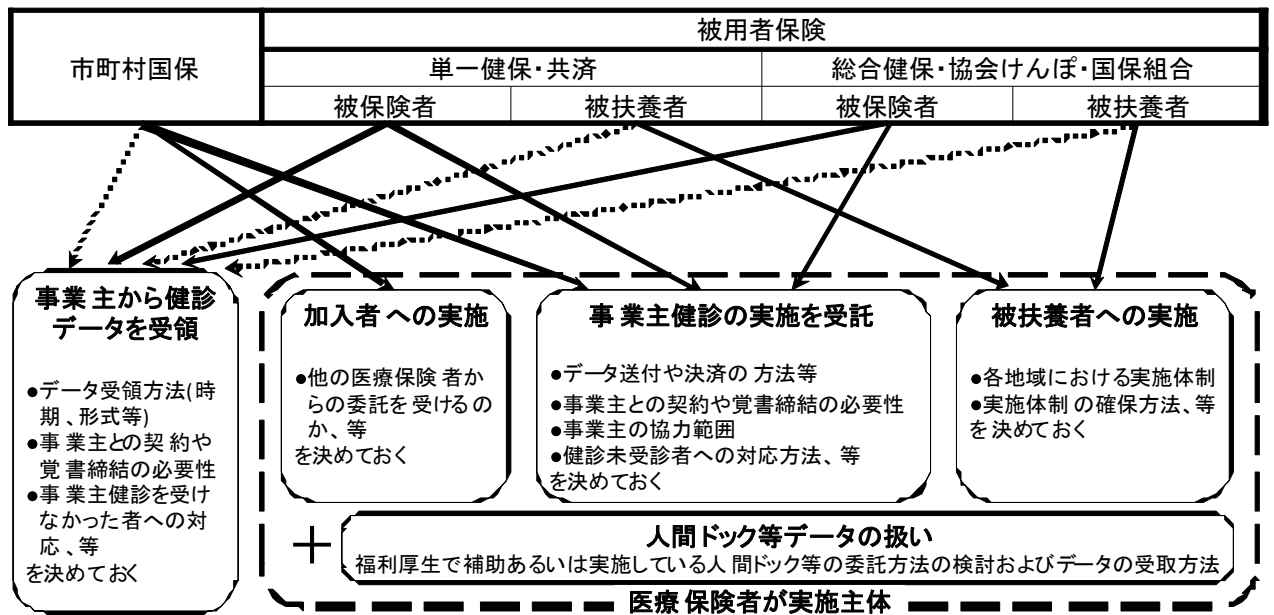 被用者保険
市町村国保
単一健保・共済
総合健保・協会けんぽ・国保組合
被保険者
被扶養者
被保険者
被扶養者
事業主から健診
データを受領
●データ受領方法(時
期、形式等)
●事業主との契約や
覚書締結の必要性
●事業主健診を受け
なかった者への対
応、等
を決めておく
加入者への実施
●他の医療保険者か
らの委託を受けるの
か、等
を決めておく
事業主健診の実施を受託
●データ送付や決済の方法等
●事業主との契約や覚書締結の必要性
●事業主の協力範囲
●健診未受診者への対応方法、等
を決めておく
被扶養者への実施
●各地域における実施体制
●実施体制の確保方法、等
を決めておく
＋
人間ドック等データの扱い
福利厚生で補助あるいは実施している人間ドック等の委託方法の検討およびデータの受取方法
医療保険者が実施主体